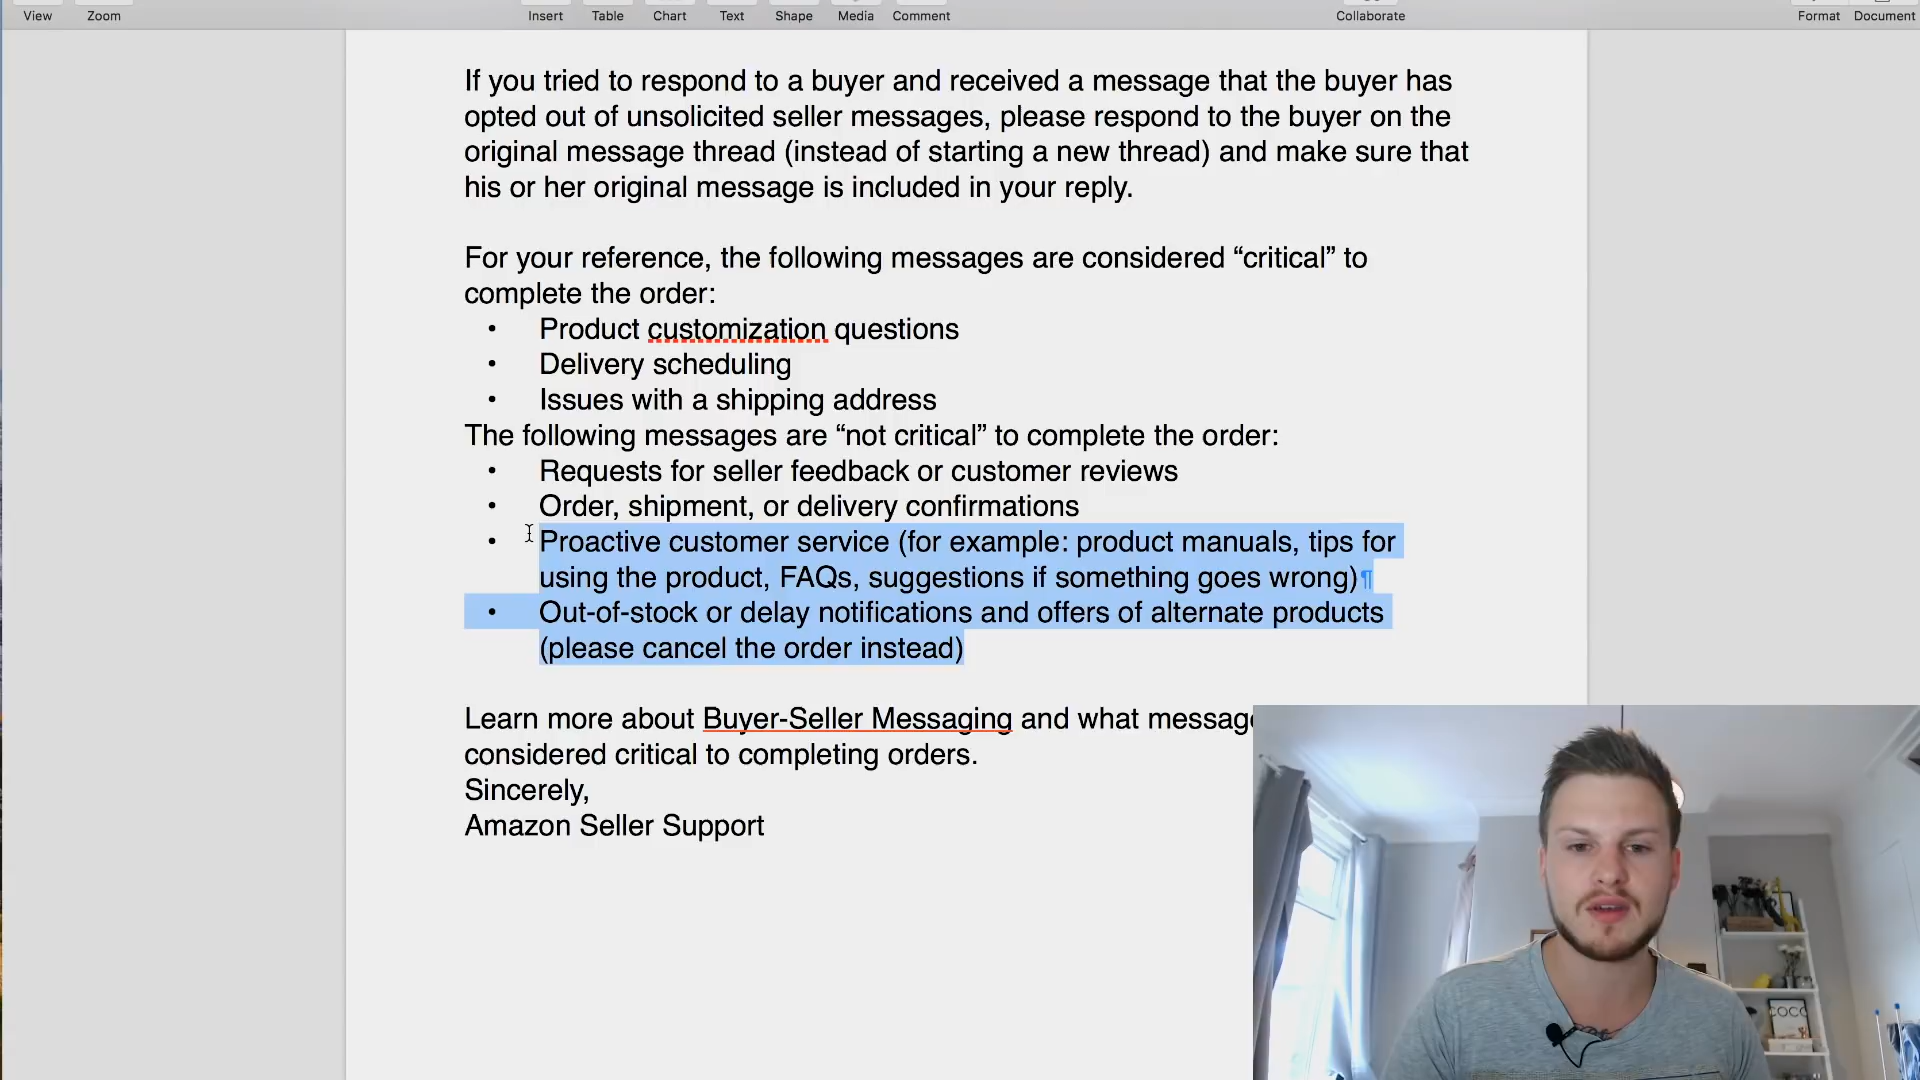 View Zoom Insert Table Chart Text Shape Media Comment Collaborate Format Document
If you tried to respond to a buyer and received a message that the buyer has
opted out of unsolicited seller messages, please respond to the buyer on the
original message thread (instead of starting a new thread) and make sure that
his or her original message is included in your reply.
For your reference, the following messages are considered “critical” to
complete the order:
• Product customization questions
• Delivery scheduling
• Issues with a shipping address
The following messages are “not critical” to complete the order:
• Requests for seller feedback or customer reviews
• Order, shipment, or delivery confirmations
• Proactive customer service (for example: product manuals, tips for
using the product, FAQs, suggestions if something goes wrong)¶
• Out-of-stock or delay notifications and offers of alternate products
(please cancel the order instead)
Learn more about Buyer-Seller Messaging and what messag
considered critical to completing orders.
Sincerely,
Amazon Seller Support
COCO